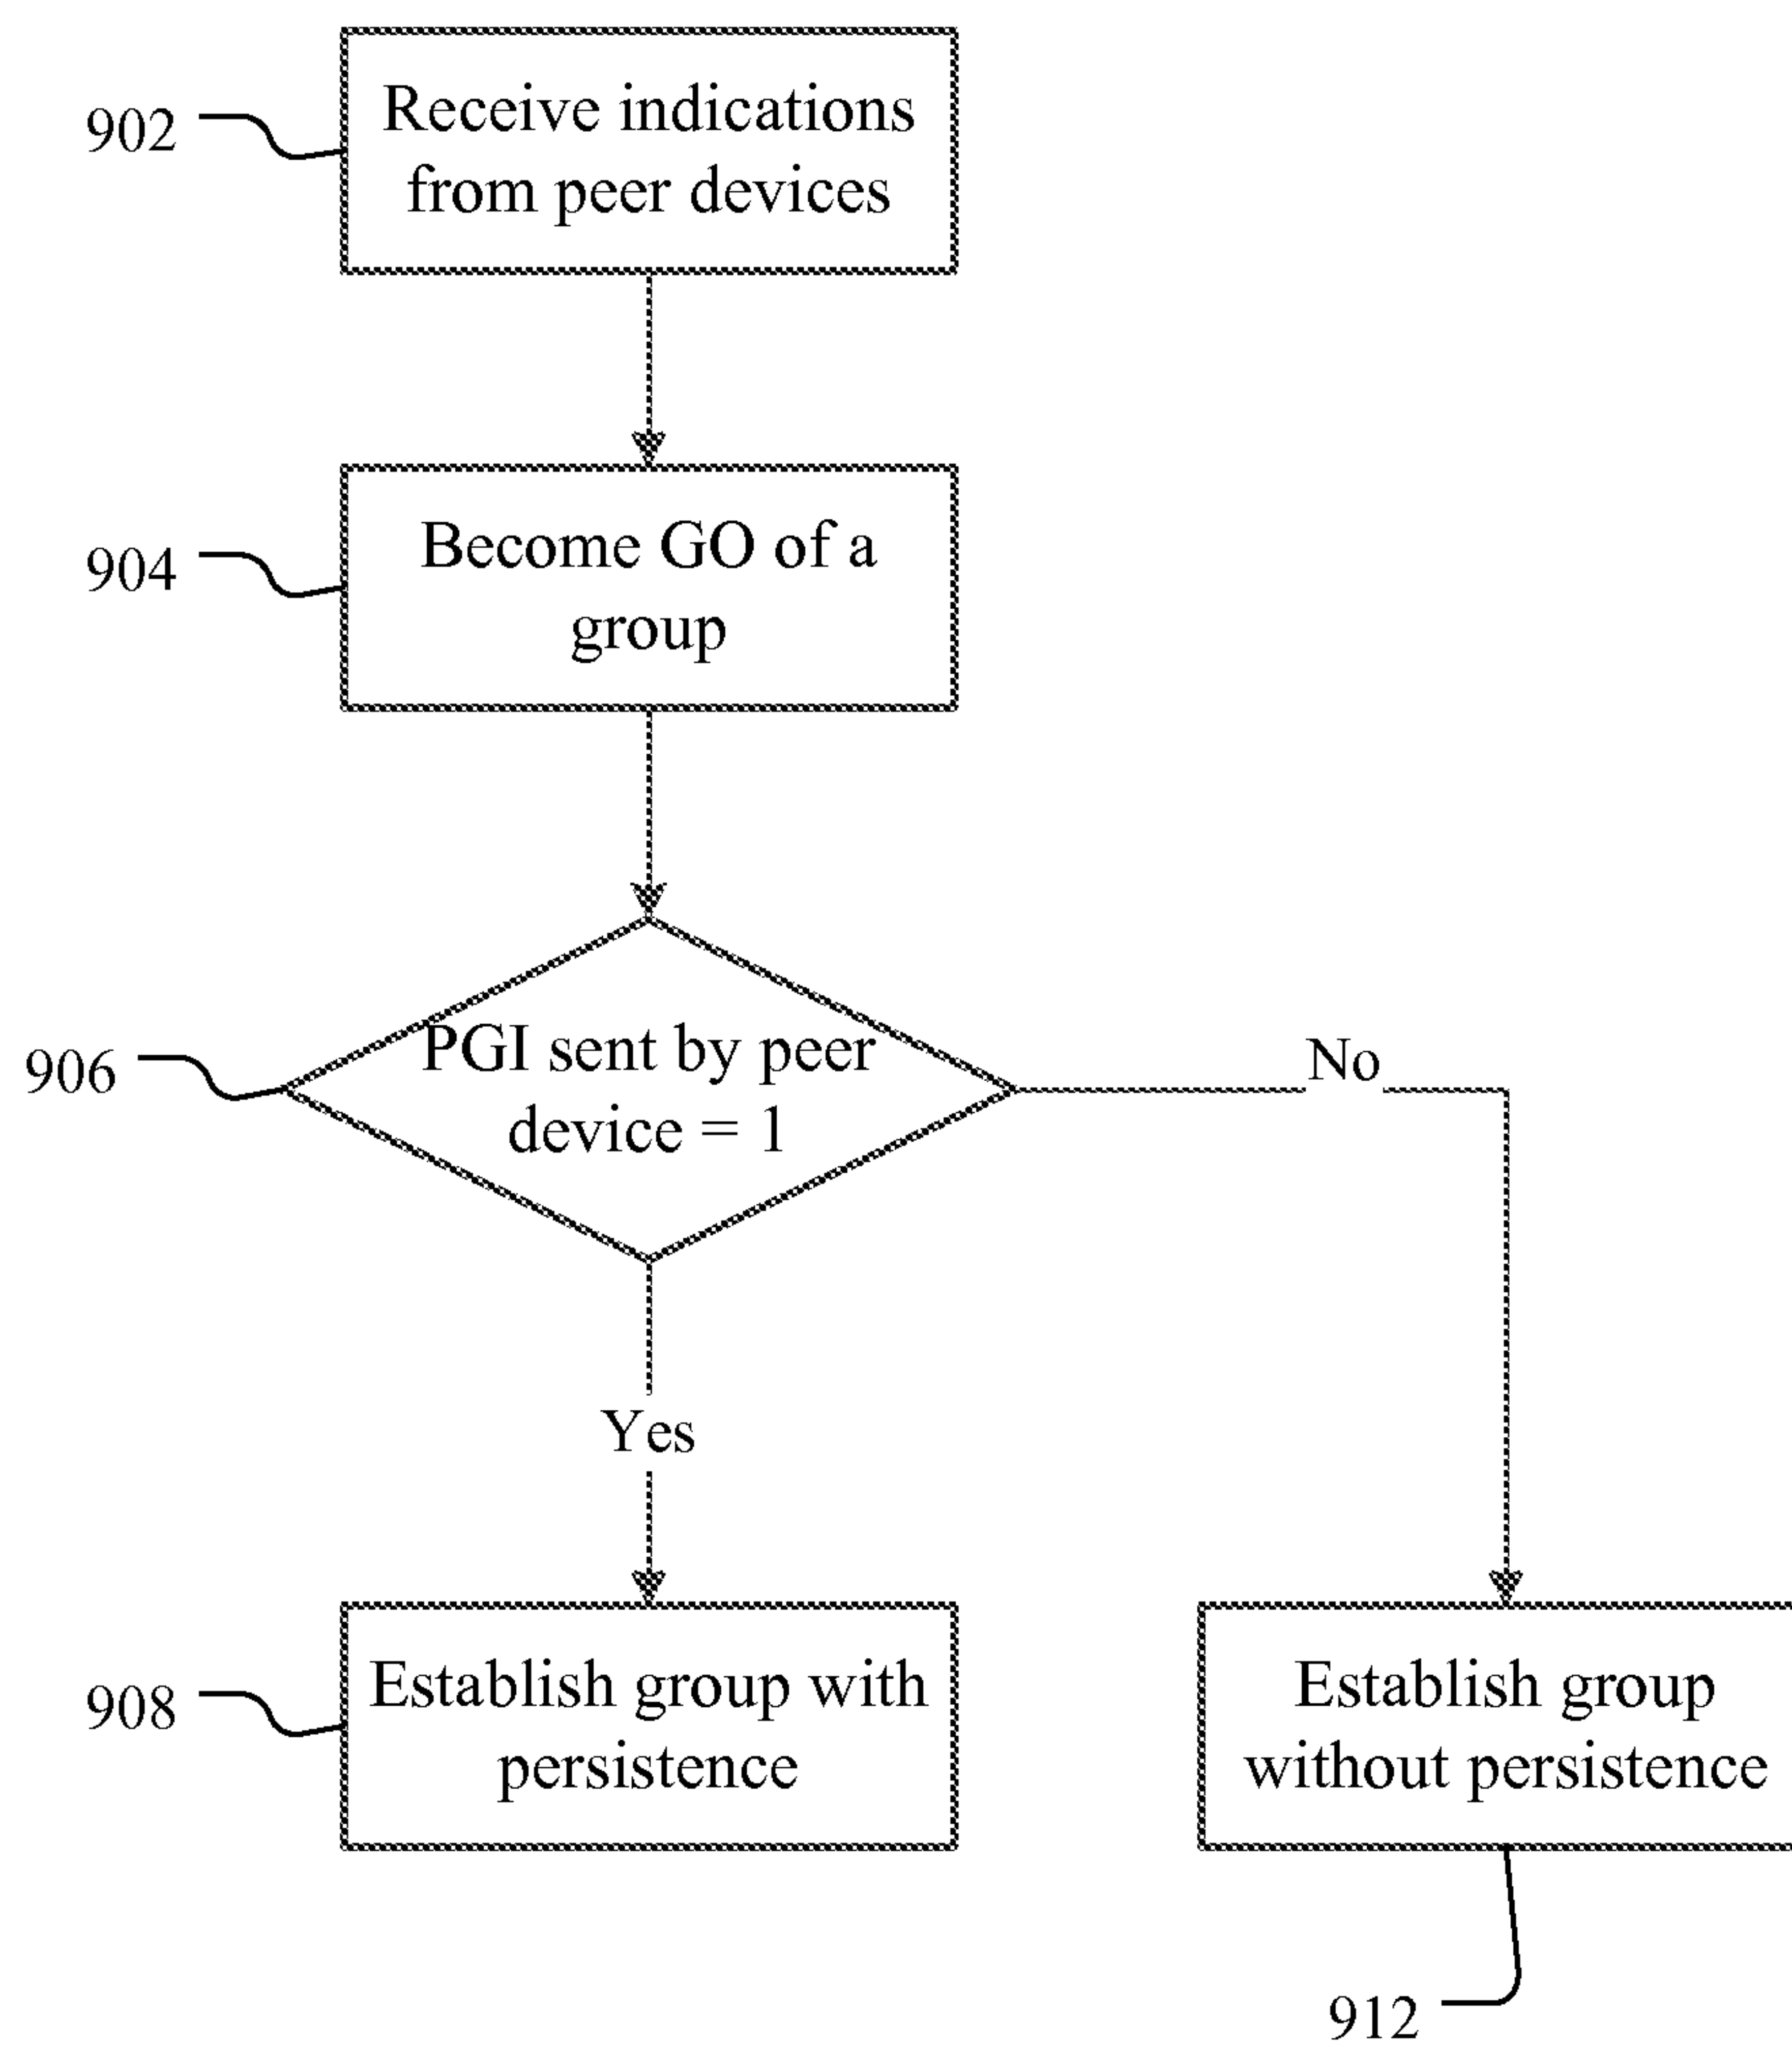 902
Receive indications
from peer devices
904
Become GO of a
group
906
PGI sent by peer
device = 1
No
Yes
908
Establish group with
persistence
Establish group
without persistence
912